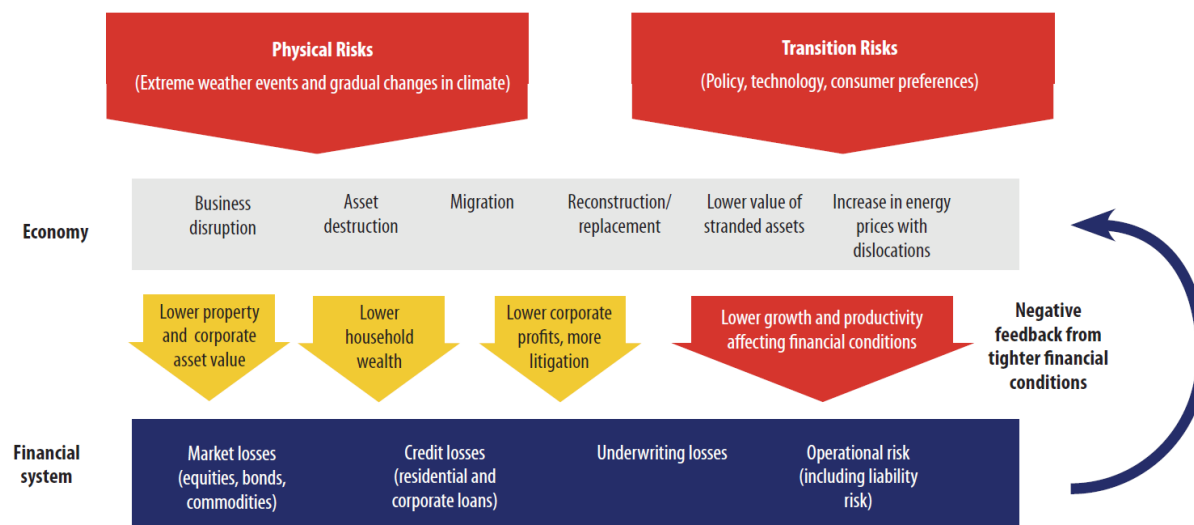 Physical Risks
(Extreme weather events and gradual changes in climate)
Transition Risks
(Policy, technology, consumer preferences)
Economy
Business
disruption
Asset
destruction
Migration
Reconstruction/
replacement
Lower value of
stranded assets
Increase in energy
prices with
dislocations
Lower property
and corporate
asset value
Lower
household
wealth
Lower corporate
profits, more
litigation
Lower growth and productivity
affecting financial conditions
Negative
feedback from
tighter financial
conditions
Financial
system
Market losses
(equities, bonds,
commodities)
Credit losses
(residential and
corporate loans)
Underwriting losses
Operational risk
(including liability
risk)